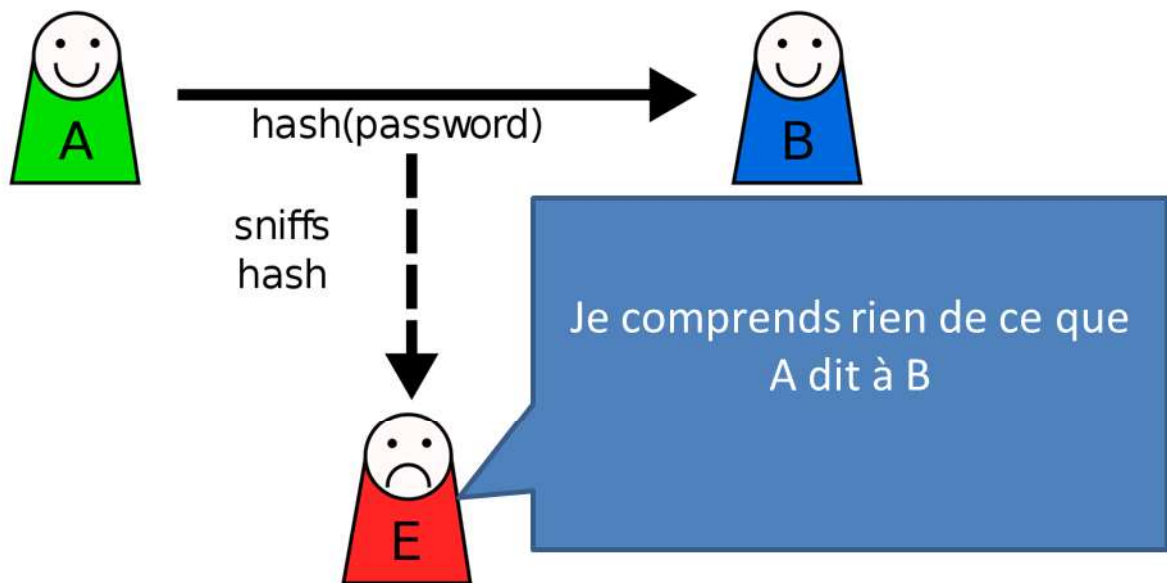 A
B
hash(password)
sniffs
hash
Je comprends rien de ce que
A dit à B
E